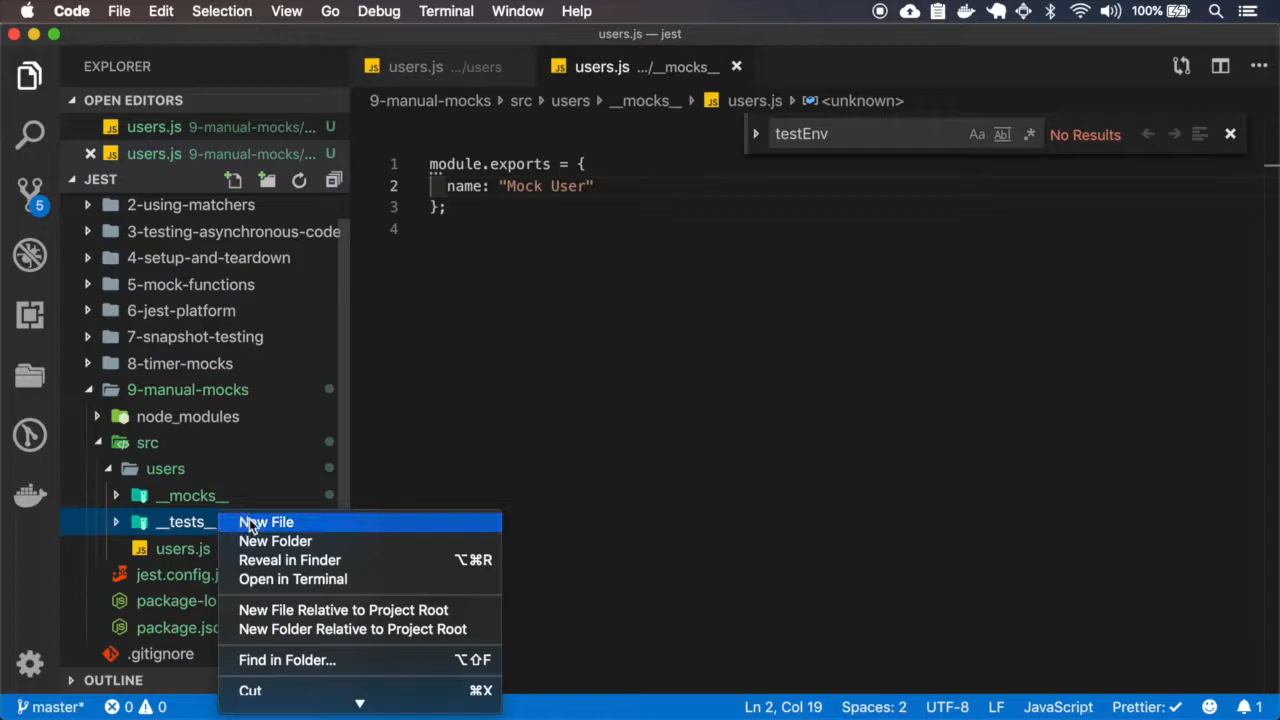 Code File Edit Selection View Go Debug Terminal Window Help 100%
users.js — jest
EXPLORER
OPEN EDITORS
users.js 9-manual-mocks/... U
users.js 9-manual-mocks/... U
JEST
2-using-matchers
3-testing-asynchronous-code
4-setup-and-teardown
5-mock-functions
6-jest-platform
7-snapshot-testing
8-timer-mocks
9-manual-mocks
node_modules
src
users
__mocks__
__tests__
users.js
jest.config.j
package-lo
package.jsc
.gitignore
OUTLINE
5
users.js .../users
users.js .../__mocks__
9-manual-mocks src users __mocks__ users.js <unknown>
testEnv Aa Ab| .* No Results
1 module.exports = {
2 name: "Mock User"
3 };
4
New File
New Folder
Reveal in Finder ⌥⌘R
Open in Terminal
New File Relative to Project Root
New Folder Relative to Project Root
Find in Folder... ⌥⇧F
Cut ⌘X
master* 0 0 Ln 2, Col 19 Spaces: 2 UTF-8 LF JavaScript Prettier: ✓ 1